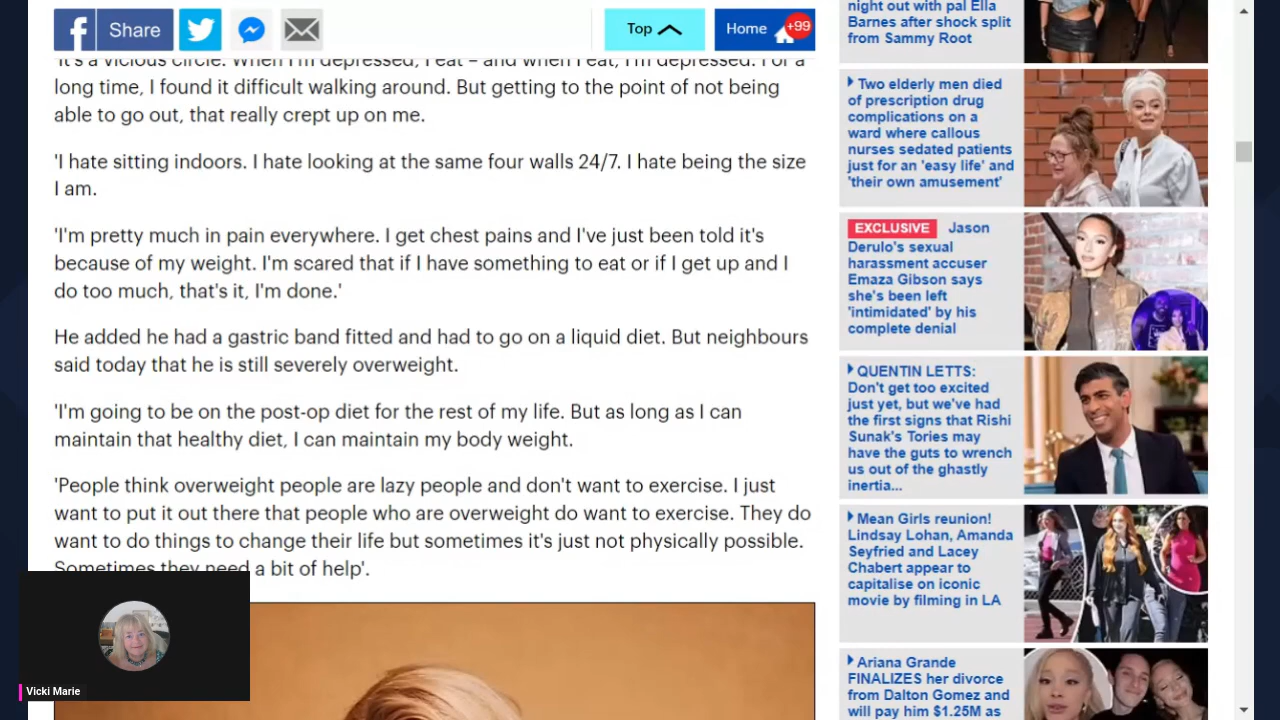 Share
Top
Home
+99
'It's a vicious circle. When I'm depressed, I eat – and when I eat, I'm depressed. For a
long time, I found it difficult walking around. But getting to the point of not being
able to go out, that really crept up on me.
'I hate sitting indoors. I hate looking at the same four walls 24/7. I hate being the size
I am.
'I'm pretty much in pain everywhere. I get chest pains and I've just been told it's
because of my weight. I'm scared that if I have something to eat or if I get up and I
do too much, that's it, I'm done.'
He added he had a gastric band fitted and had to go on a liquid diet. But neighbours
said today that he is still severely overweight.
'I'm going to be on the post-op diet for the rest of my life. But as long as I can
maintain that healthy diet, I can maintain my body weight.
'People think overweight people are lazy people and don't want to exercise. I just
want to put it out there that people who are overweight do want to exercise. They do
want to do things to change their life but sometimes it's just not physically possible.
Sometimes they need a bit of help'.
Vicki Marie
night out with pal Ella
Barnes after shock split
from Sammy Root
Two elderly men died
of prescription drug
complications on a
ward where callous
nurses sedated patients
just for an 'easy life' and
'their own amusement'
EXCLUSIVE Jason
Derulo's sexual
harassment accuser
Emaza Gibson says
she's been left
'intimidated' by his
complete denial
QUENTIN LETTS:
Don't get too excited
just yet, but we've had
the first signs that Rishi
Sunak's Tories may
have the guts to wrench
us out of the ghastly
inertia...
Mean Girls reunion!
Lindsay Lohan, Amanda
Seyfried and Lacey
Chabert appear to
capitalise on iconic
movie by filming in LA
Ariana Grande
FINALIZES her divorce
from Dalton Gomez and
will pay him $1.25M as